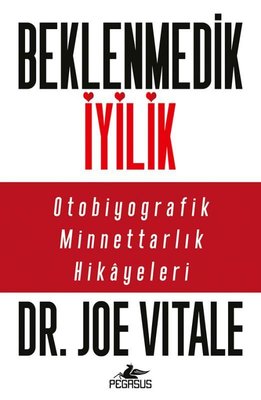 BEKLENMEDİK
İYİLİK
Otobiyografik
Minnettarlık
Hikâyeleri
DR. JOE VITALE
PEGASUS